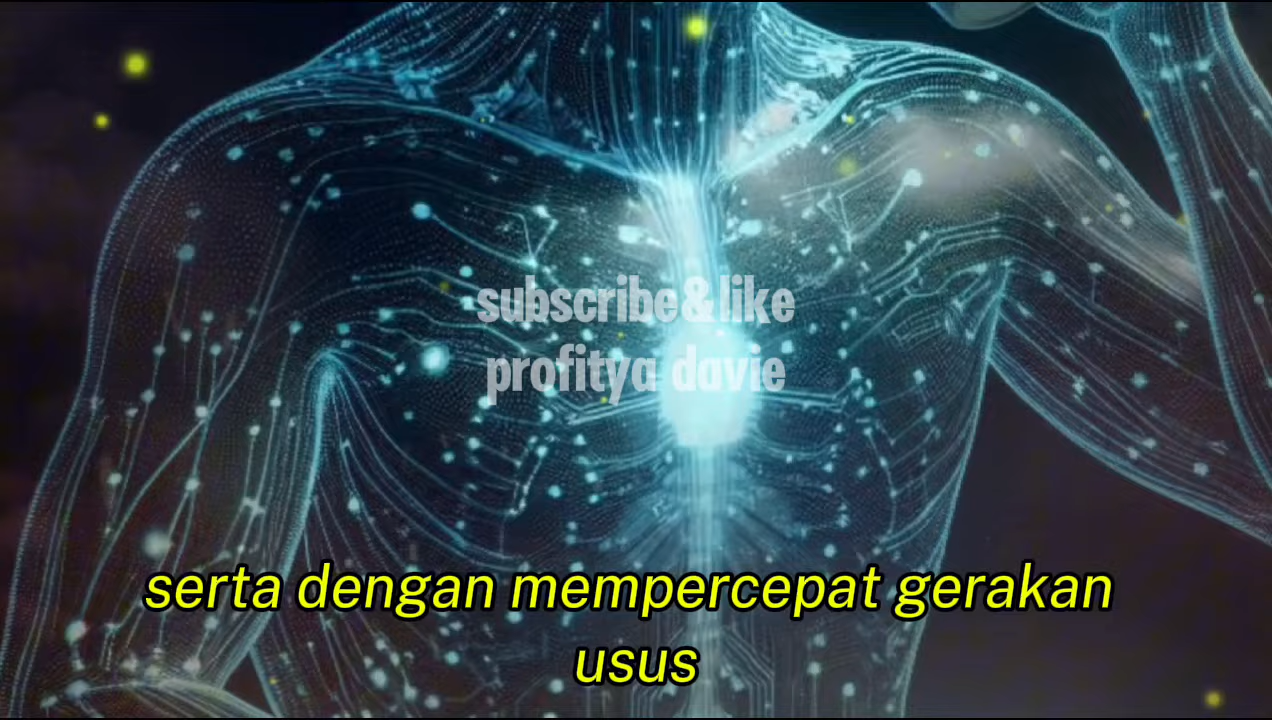 subscribe&like
profitya davie
serta dengan mempercepat gerakan
usus